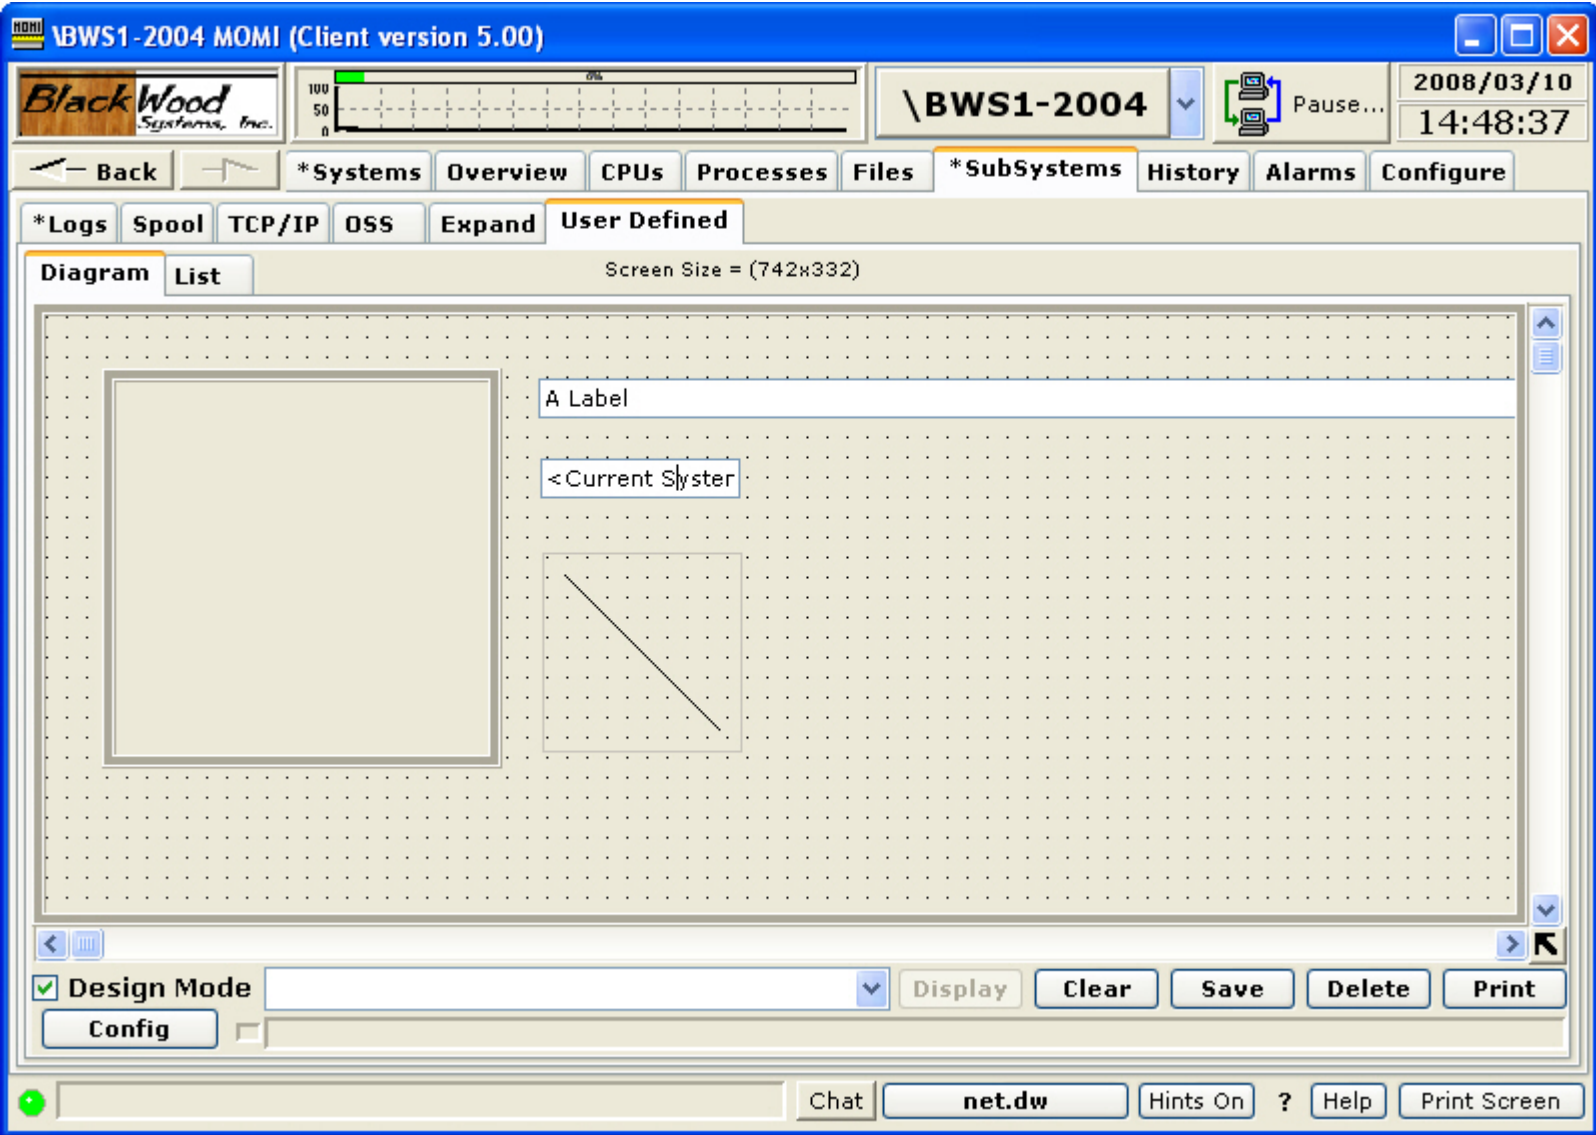 MOMI \BWS1-2004 MOMI (Client version 5.00)
BlackWood Systems, Inc.
0%
100
50
0
\BWS1-2004
Pause...
2008/03/10
14:48:37
Back *Systems Overview CPUs Processes Files *SubSystems History Alarms Configure
*Logs Spool TCP/IP OSS Expand User Defined
Diagram List Screen Size = (742x332)
A Label
<Current Syster
Design Mode Display Clear Save Delete Print
Config
Chat net.dw Hints On ? Help Print Screen